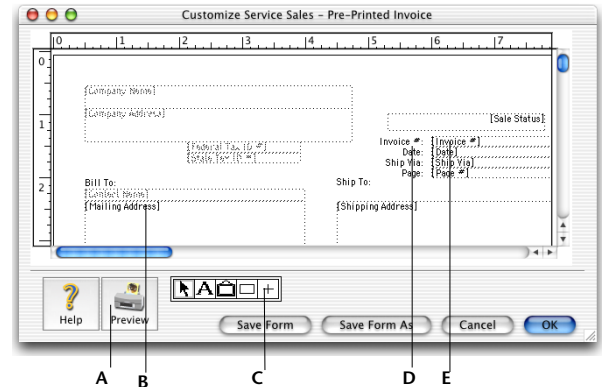 Customize Service Sales – Pre-Printed Invoice
0 1 2 3 4 5 6 7
0
1
2
[Company Name]
[Company Address]
[Sale Status]
[Federal Tax ID #]
[State Tax ID #]
Invoice #: [Invoice #]
Date: [Date]
Ship Via: [Ship Via]
Page: [Page #]
Bill To: Ship To:
[Contact Name]
[Mailing Address] [Shipping Address]
A
Help Preview Save Form Save Form As Cancel OK
A B C D E